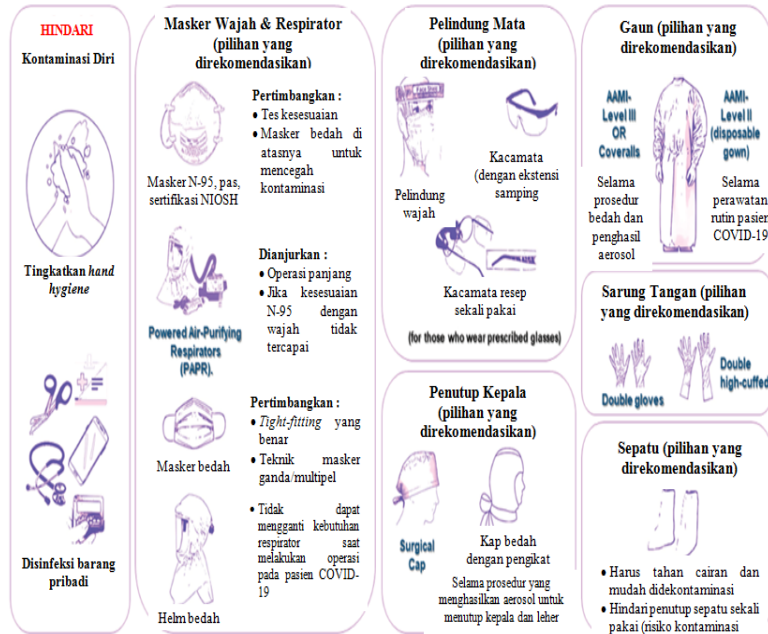 HINDARI
Kontaminasi Diri
Tingkatkan hand
hygiene
Disinfeksi barang
pribadi
Masker Wajah & Respirator
(pilihan yang
direkomendasikan)
Masker N-95, pas,
sertifikasi NIOSH
Pertimbangkan :
• Tes kesesuaian
• Masker bedah di
atasnya untuk
mencegah
kontaminasi
Powered Air-Purifying
Respirators
(PAPR).
Dianjurkan :
• Operasi panjang
• Jika kesesuaian
N-95 dengan
wajah tidak
tercapai
Masker bedah
Pertimbangkan :
• Tight-fitting yang
benar
• Teknik masker
ganda/multipel
Helm bedah
• Tidak dapat
mengganti kebutuhan
respirator saat
melakukan operasi
pada pasien COVID-
19
Pelindung Mata
(pilihan yang
direkomendasikan)
Pelindung
wajah
Kacamata
(dengan ekstensi
samping
Kacamata resep
sekali pakai
(for those who wear prescribed glasses)
Penutup Kepala
(pilihan yang
direkomendasikan)
Surgical
Cap
Kap bedah
dengan pengikat
Selama prosedur yang
menghasilkan aerosol untuk
menutup kepala dan leher
Gaun (pilihan yang
direkomendasikan)
AAMI-
Level III
OR
Coveralls
Selama
prosedur
bedah dan
penghasil
aerosol
AAMI-
Level II
(disposable
gown)
Selama
perawatan
rutin pasien
COVID-19
Sarung Tangan (pilihan
yang direkomendasikan)
Double gloves
Double
high-cuffed
Sepatu (pilihan yang
direkomendasikan)
• Harus tahan cairan dan
mudah didekontaminasi
• Hindari penutup sepatu sekali
pakai (risiko kontaminasi